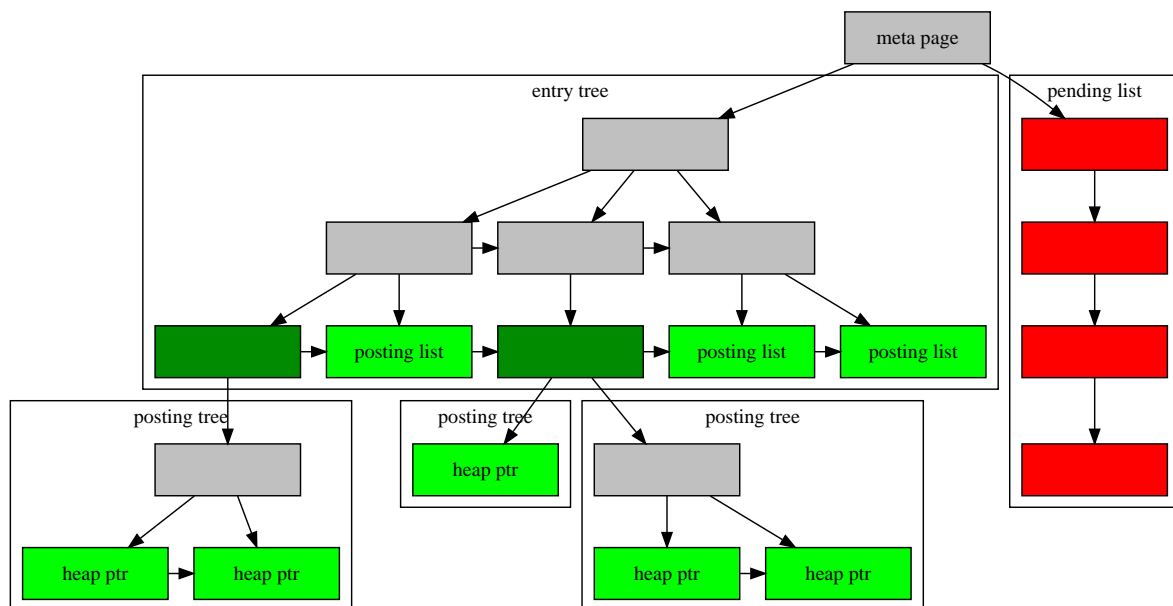 meta page
entry tree
pending list
posting list
posting list
posting list
posting tree
posting tree
posting tree
heap ptr
heap ptr
heap ptr
heap ptr
heap ptr